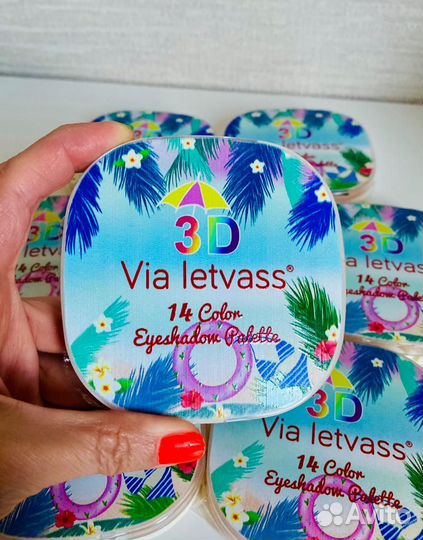 3D
Via letvass®
14 Color
Eyeshadow Palette
3D
3D
Via letvass
3D
Via letvass®
14 Color
Eyeshadow Palette
Avito